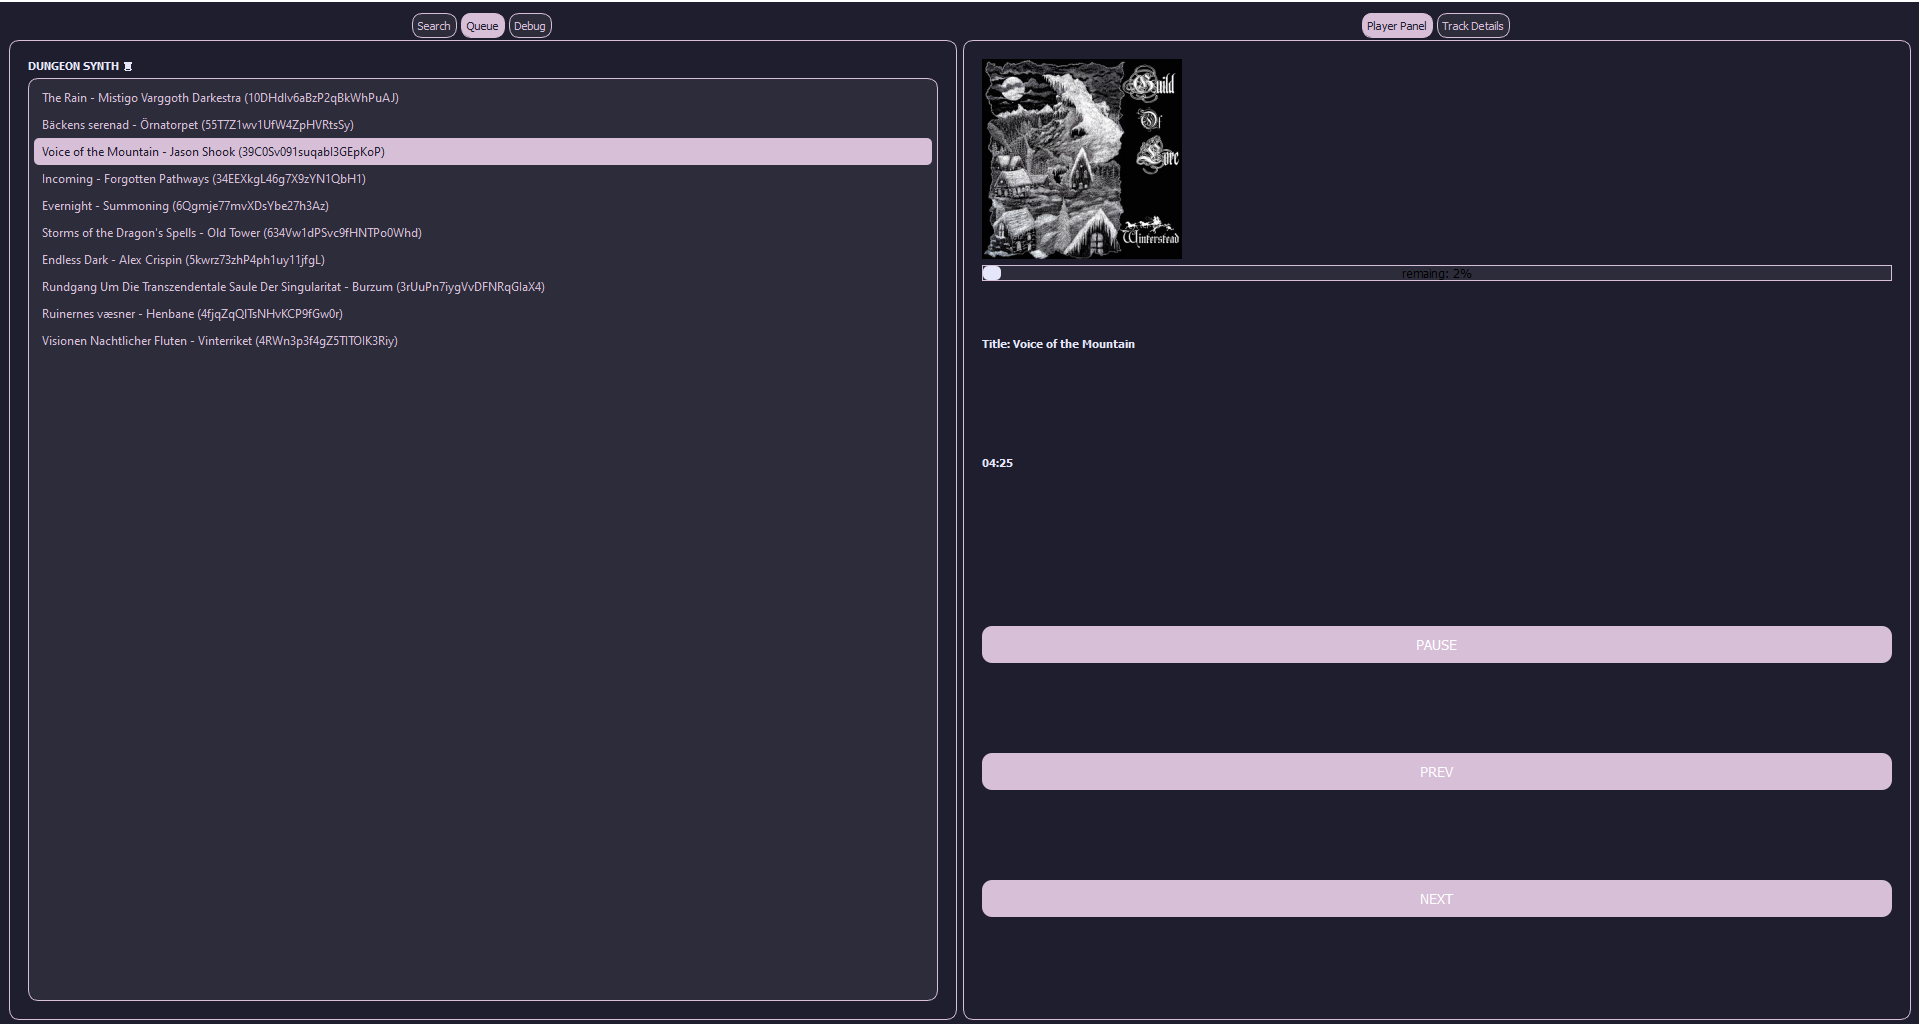 Search Queue Debug
Player Panel Track Details
DUNGEON SYNTH
The Rain - Mistigo Varggoth Darkestra (10DHdIv6aBzP2qBkWhPuAJ)
Bäckens serenad - Örnatorpet (55T7Z1wv1UfW4ZpHVRtsSy)
Voice of the Mountain - Jason Shook (39C0Sv091suqabI3GEpKoP)
Incoming - Forgotten Pathways (34EEXkgL46g7X9zYN1QbH1)
Evernight - Summoning (6Qgmje77mvXDsYbe27h3Az)
Storms of the Dragon's Spells - Old Tower (634Vw1dPSvc9fHNTPo0Whd)
Endless Dark - Alex Crispin (5kwrz73zhP4ph1uy11jfgL)
Rundgang Um Die Transzendentale Saule Der Singularitat - Burzum (3rUuPn7iygVvDFNRqGlaX4)
Ruinernes væsner - Henbane (4fjqZqQITsNHvKCP9fGw0r)
Visionen Nachtlicher Fluten - Vinterriket (4RWn3p3f4gZ5TlTOlK3Riy)
Guild
Of
Lore
Winterstead
remaing: 2%
Title: Voice of the Mountain
04:25
PAUSE
PREV
NEXT